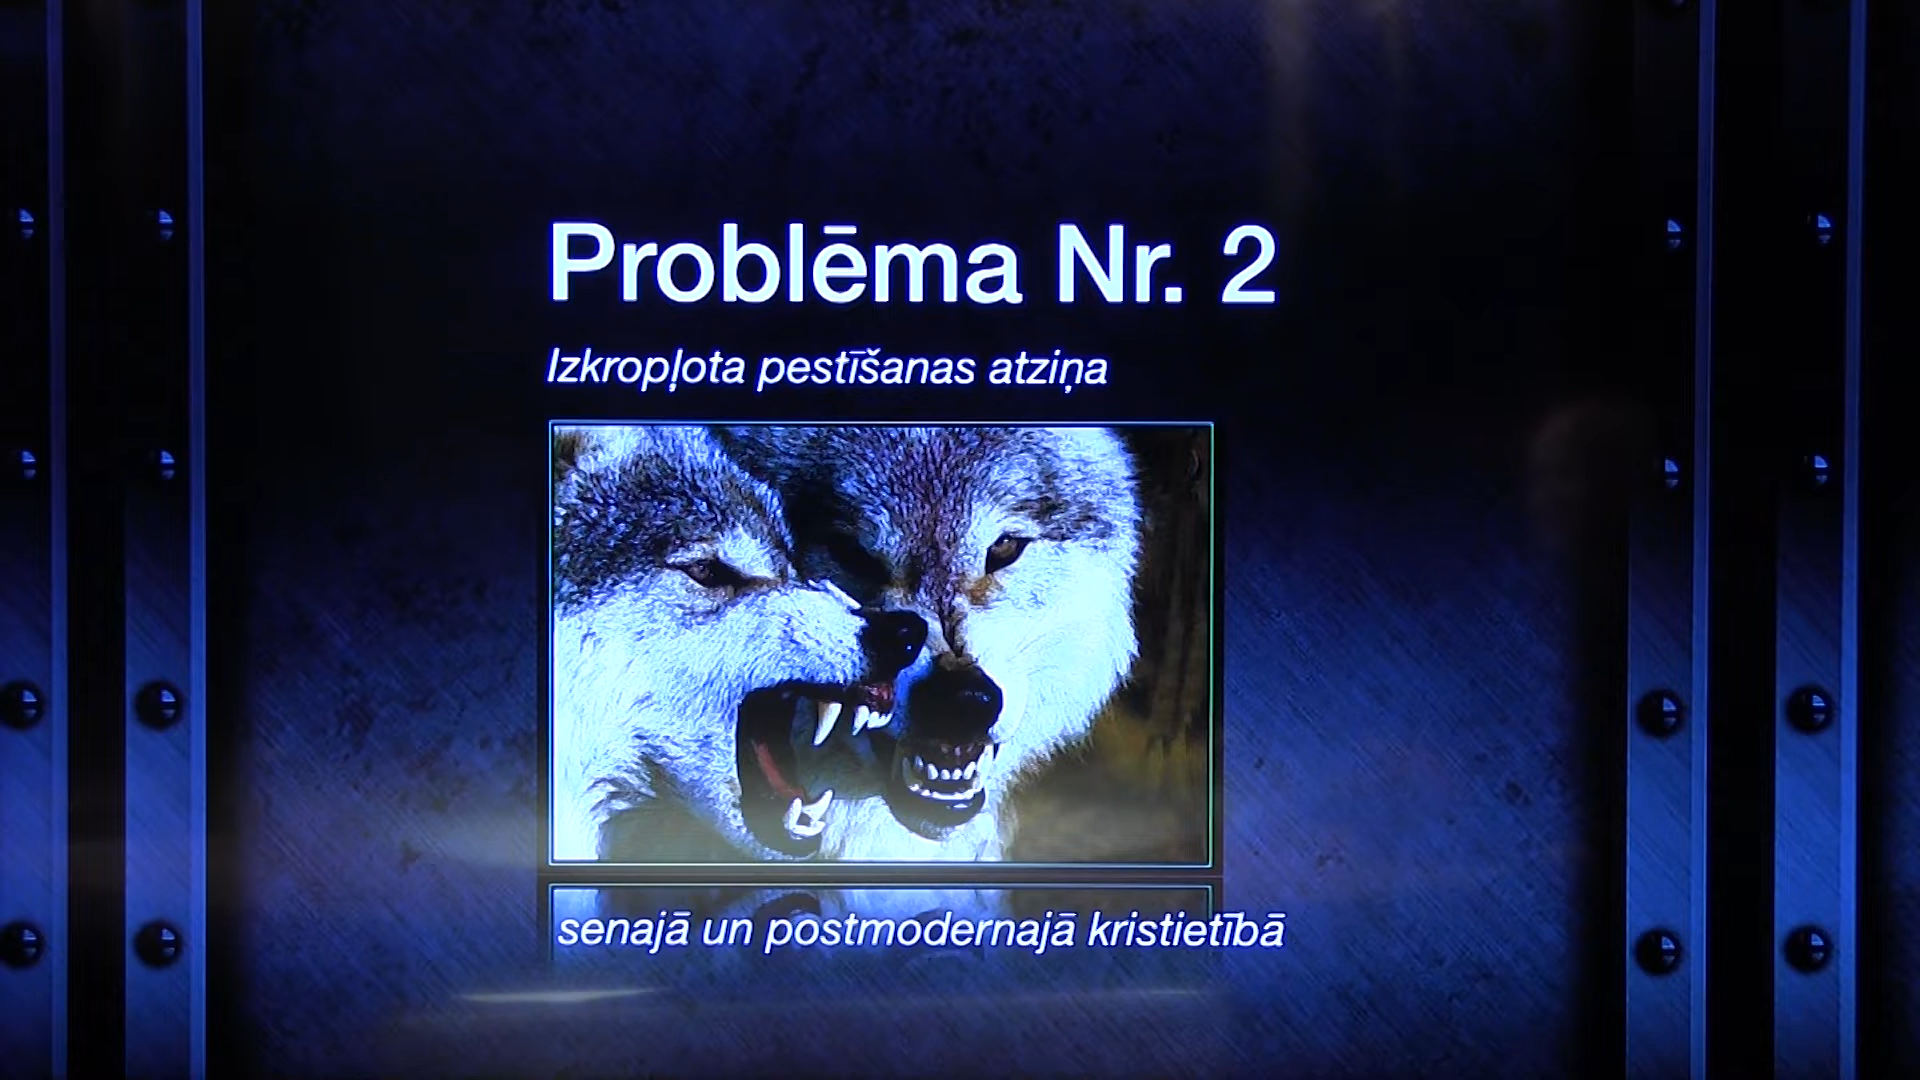 Problēma Nr. 2
Izkropļota pestīšanas atziņa
senajā un postmodernajā kristietībā